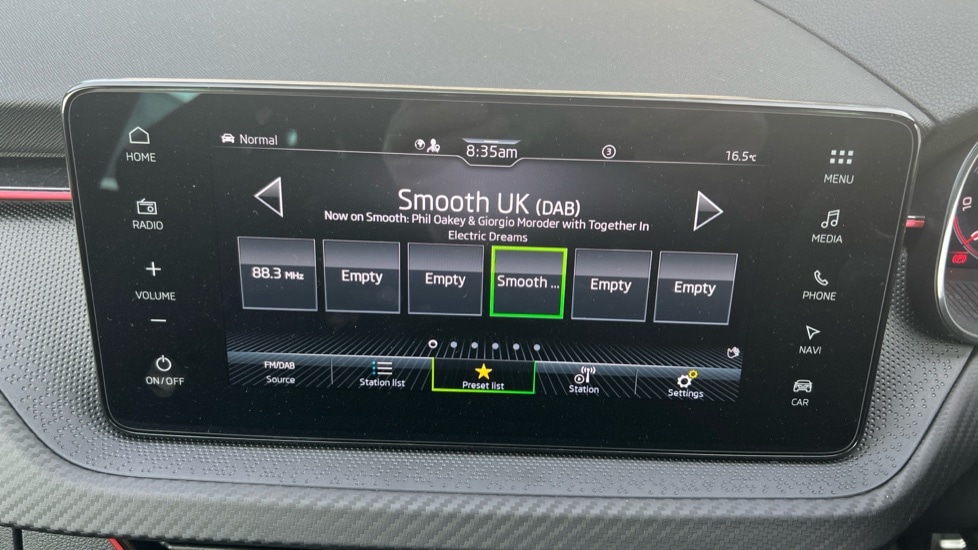 HOME
RADIO
+
VOLUME
−
ON/OFF
Normal
8:35am
3
16.5°C
Smooth UK (DAB)
Now on Smooth: Phil Oakey & Giorgio Moroder with Together In
Electric Dreams
88.3 MHz
Empty
Empty
Smooth ...
Empty
Empty
FM/DAB
Source
Station list
Preset list
Station
Settings
MENU
MEDIA
PHONE
NAVI
CAR
10